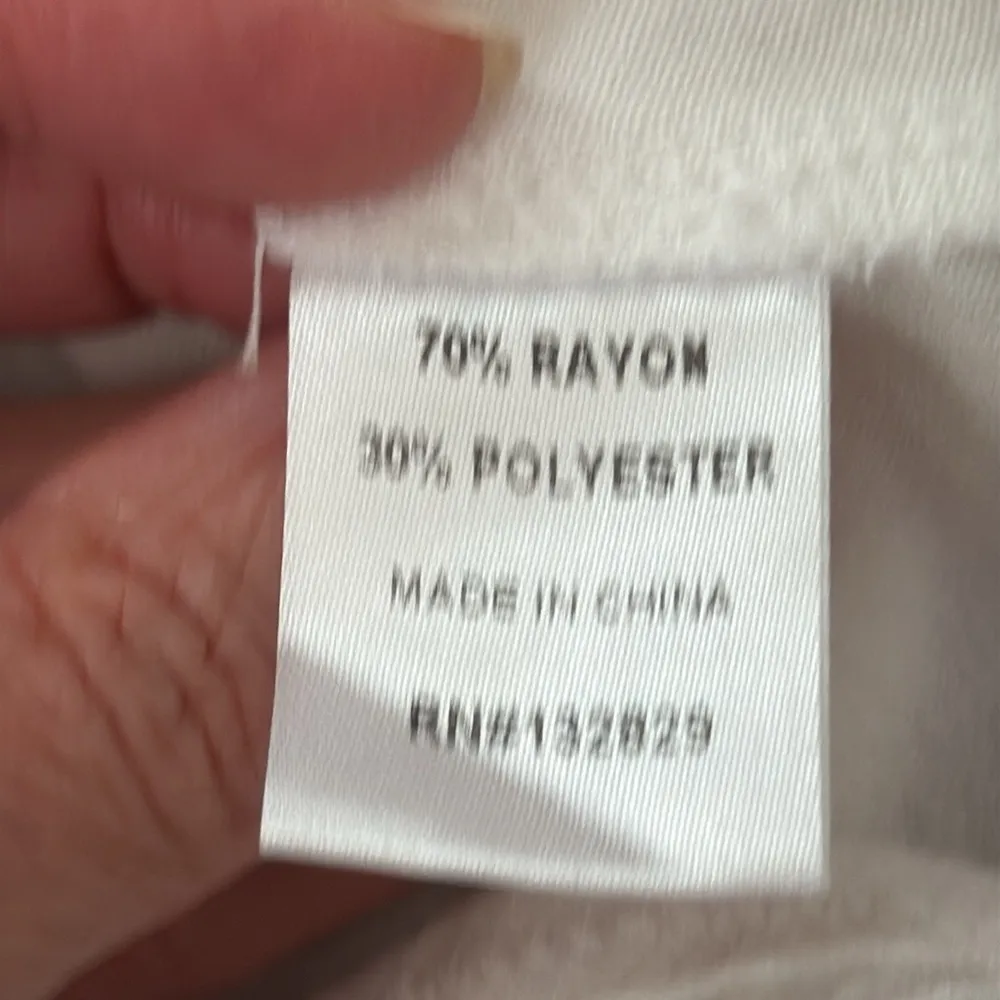 70% RAYON
30% POLYESTER
MADE IN CHINA
RN#132829